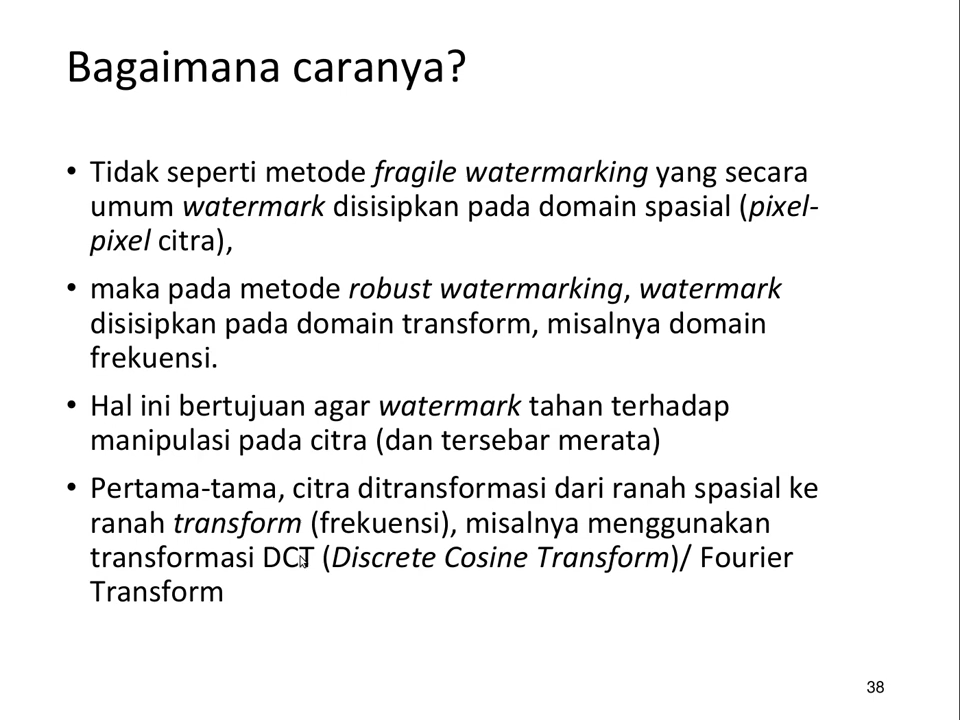 Bagaimana caranya?
• Tidak seperti metode fragile watermarking yang secara
umum watermark disisipkan pada domain spasial (pixel-
pixel citra),
• maka pada metode robust watermarking, watermark
disisipkan pada domain transform, misalnya domain
frekuensi.
• Hal ini bertujuan agar watermark tahan terhadap
manipulasi pada citra (dan tersebar merata)
• Pertama-tama, citra ditransformasi dari ranah spasial ke
ranah transform (frekuensi), misalnya menggunakan
transformasi DCT (Discrete Cosine Transform)/ Fourier
Transform
38